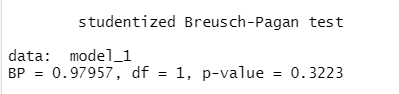 studentized Breusch-Pagan test
data:  model_1
BP = 0.97957, df = 1, p-value = 0.3223